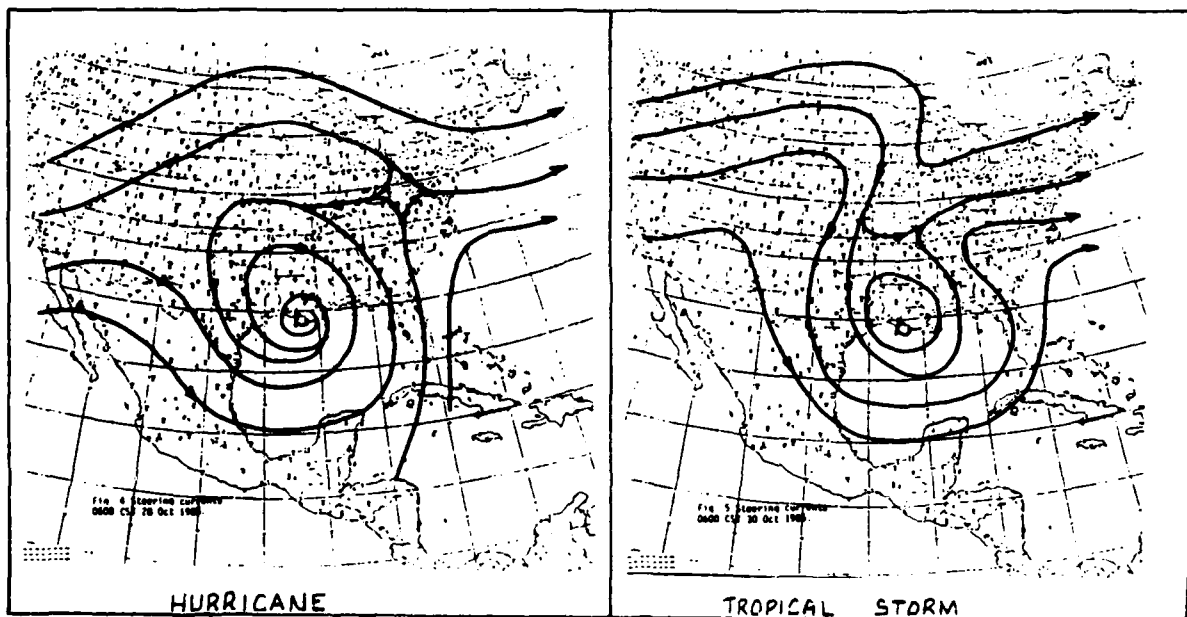 Fig 4 Steering currents
0600 CST 28 Oct 1985
HURRICANE
Fig 5 Steering currents
0600 CST 30 Oct 1985
TROPICAL STORM